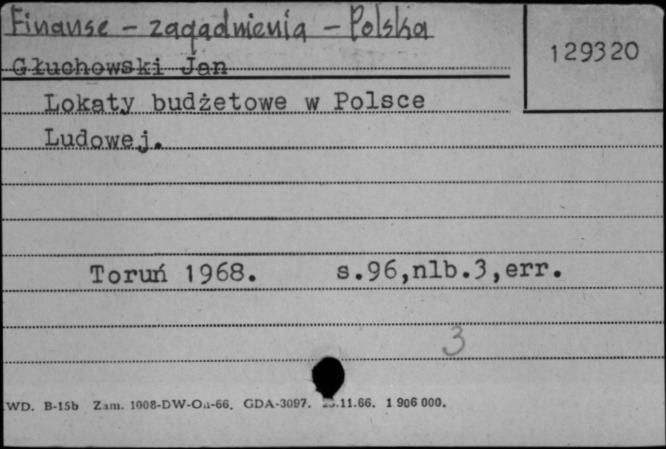 Finanse – zagadnienia – Polska
129320
Głuchowski Jan
Lokaty budżetowe w Polsce
Ludowej.
Toruń 1968. s.96,nlb.3,err.
3
WD. B-15b Zam. 1008-DW-Oa-66. GDA-3097. .11.66. 1 906 000.